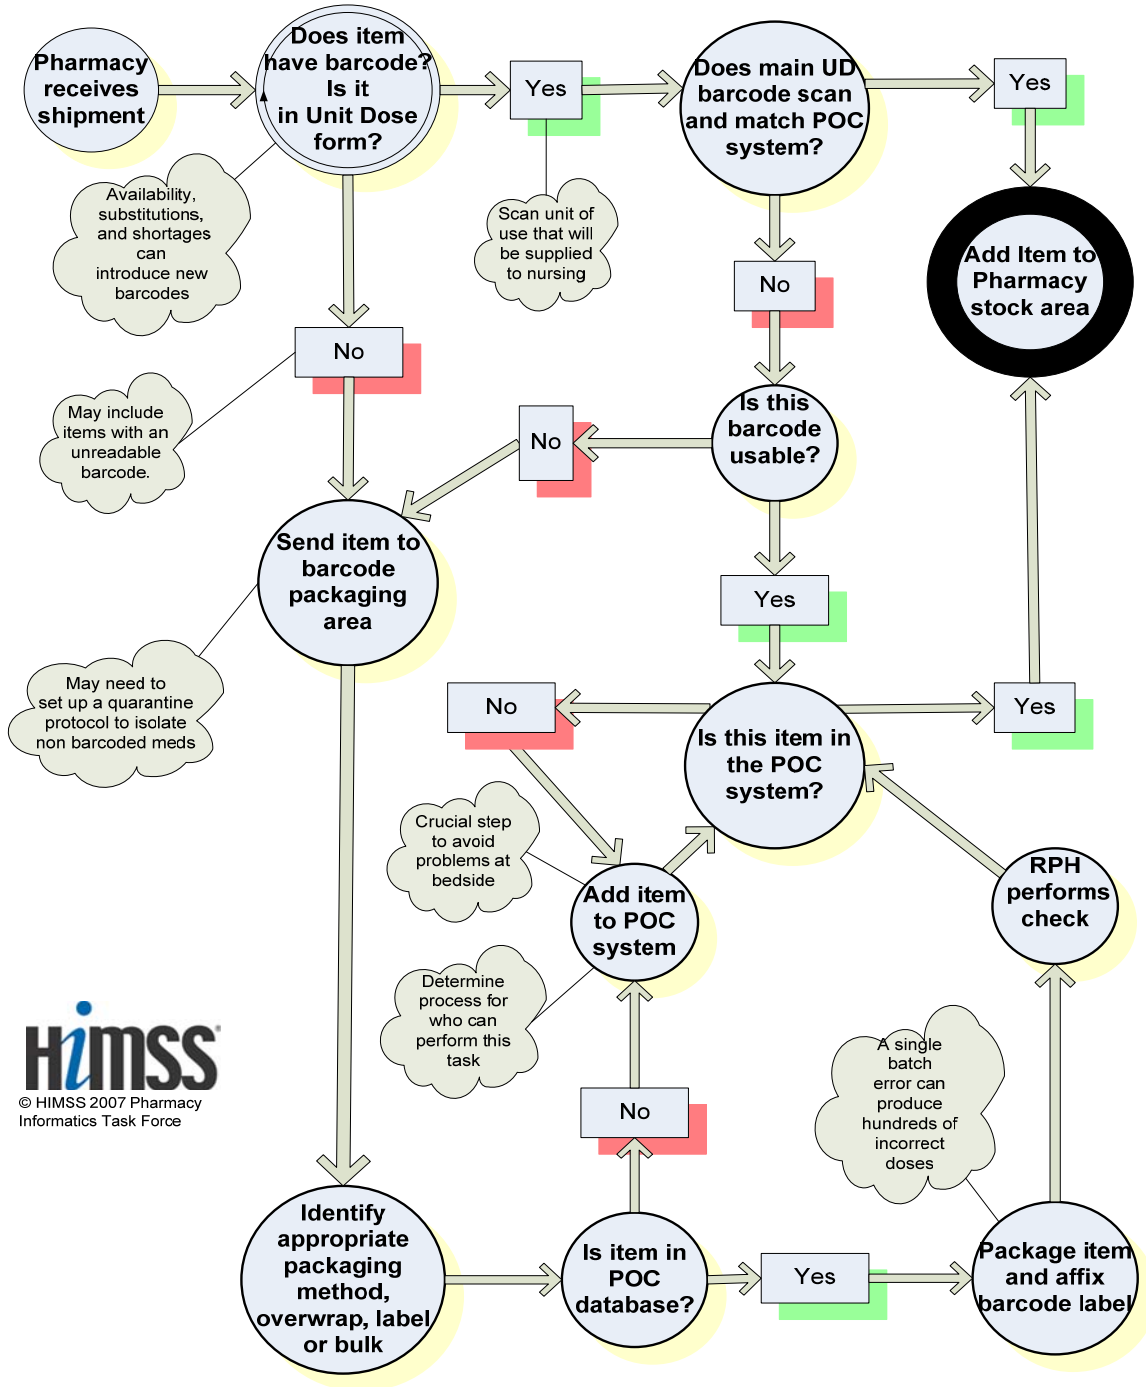 Pharmacy
receives
shipment
Does item
have barcode?
Is it
in Unit Dose
form?
Yes
Does main UD
barcode scan
and match POC
system?
Yes
Availability,
substitutions,
and shortages
can
introduce new
barcodes
Scan unit of
use that will
be supplied
to nursing
No
Add Item to
Pharmacy
stock area
No
May include
items with an
unreadable
barcode.
No
Is this
barcode
usable?
Send item to
barcode
packaging
area
Yes
May need to
set up a quarantine
protocol to isolate
non barcoded meds
No
Is this item in
the POC
system?
Yes
Crucial step
to avoid
problems at
bedside
Add item
to POC
system
RPH
performs
check
Determine
process for
who can
perform this
task
HiMSS®
© HIMSS 2007 Pharmacy
Informatics Task Force
No
A single
batch
error can
produce
hundreds of
incorrect
doses
Identify
appropriate
packaging
method,
overwrap, label
or bulk
Is item in
POC
database?
Yes
Package item
and affix
barcode label